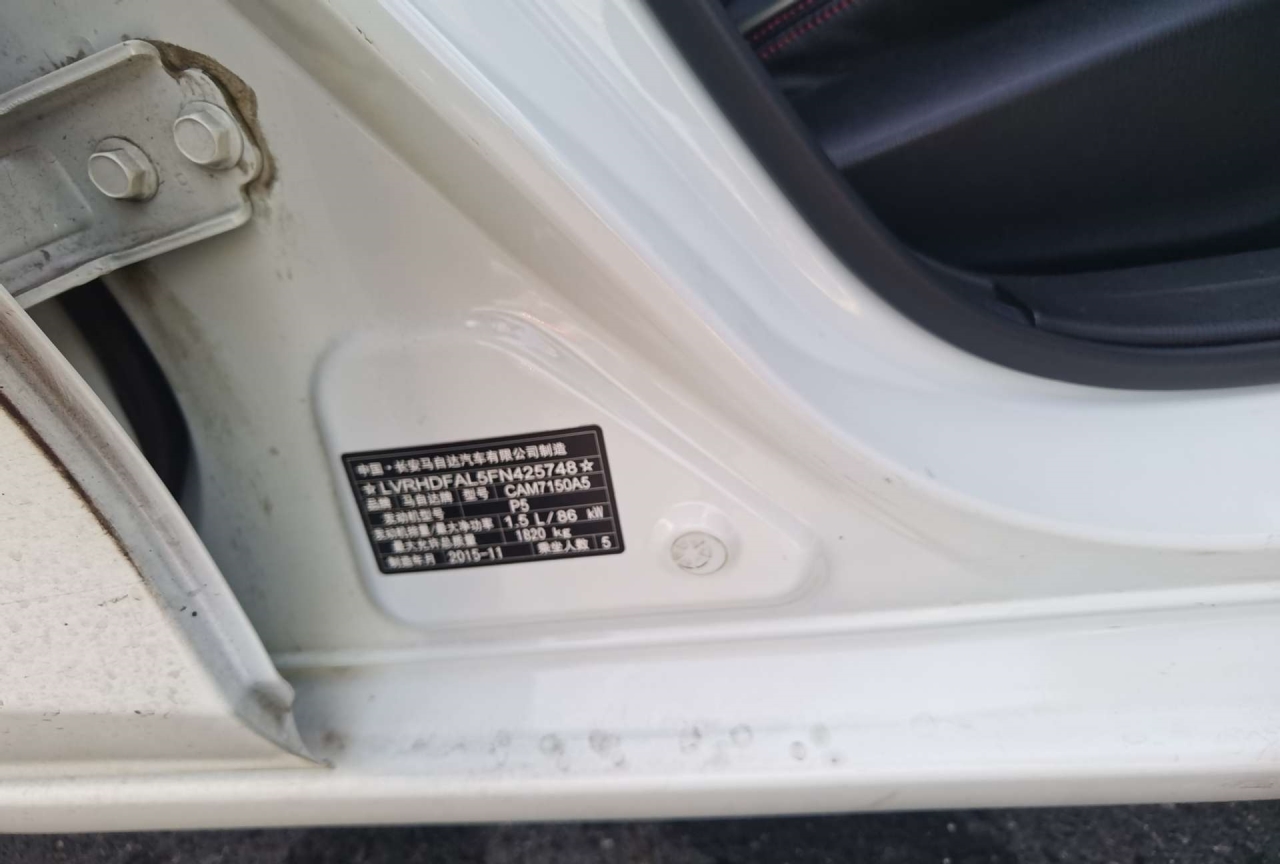 中国·长安马自达汽车有限公司制造
☆LVRHDFAL5FN425748☆
品牌 马自达牌 型号 CAM7150A5
发动机型号 P5
发动机排量/最大净功率 1.5 L/86 kW
最大允许总质量 1820 kg
制造年月 2015-11 乘坐人数 5